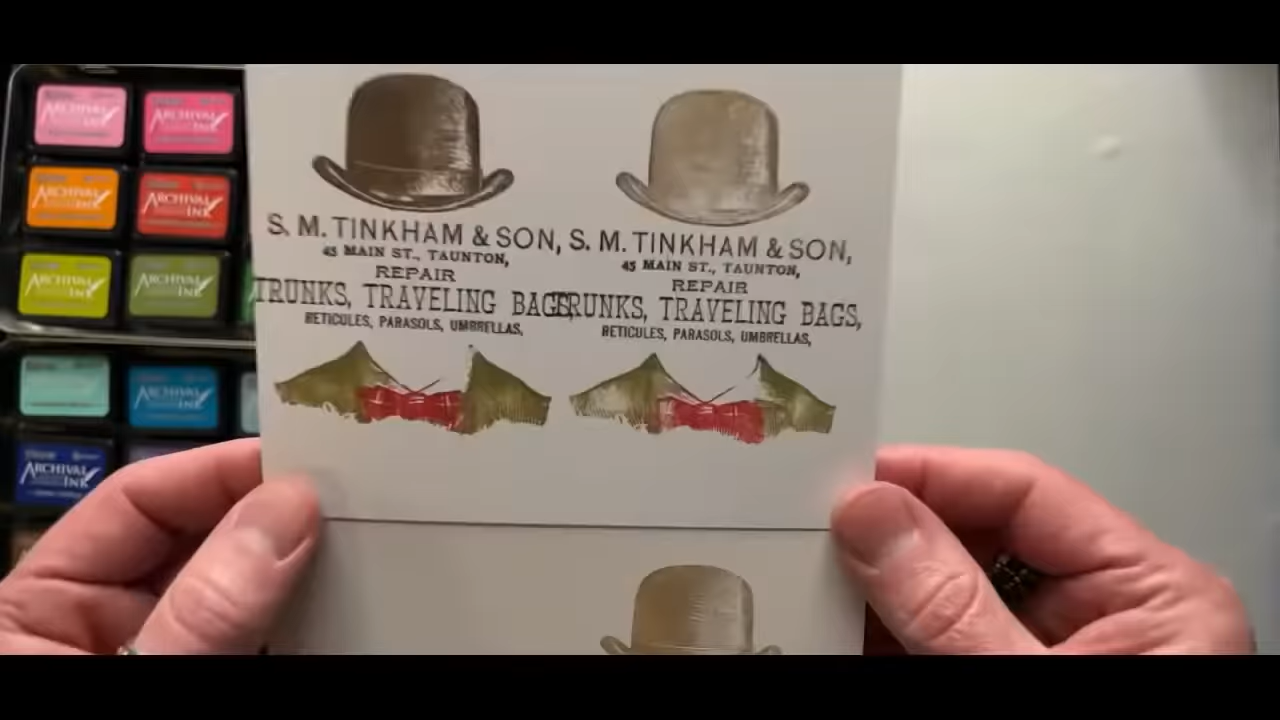 ARCHIVAL INK
ARCHIVAL INK
ARCHIVAL INK
ARCHIVAL INK
ARCHIVAL INK
ARCHIVAL INK
ARCHIVAL INK
ARCHIVAL INK
S. M. TINKHAM & SON,
45 MAIN ST., TAUNTON,
REPAIR
TRUNKS, TRAVELING BAGS,
RETICULES, PARASOLS, UMBRELLAS,
S. M. TINKHAM & SON,
45 MAIN ST., TAUNTON,
REPAIR
TRUNKS, TRAVELING BAGS,
RETICULES, PARASOLS, UMBRELLAS,